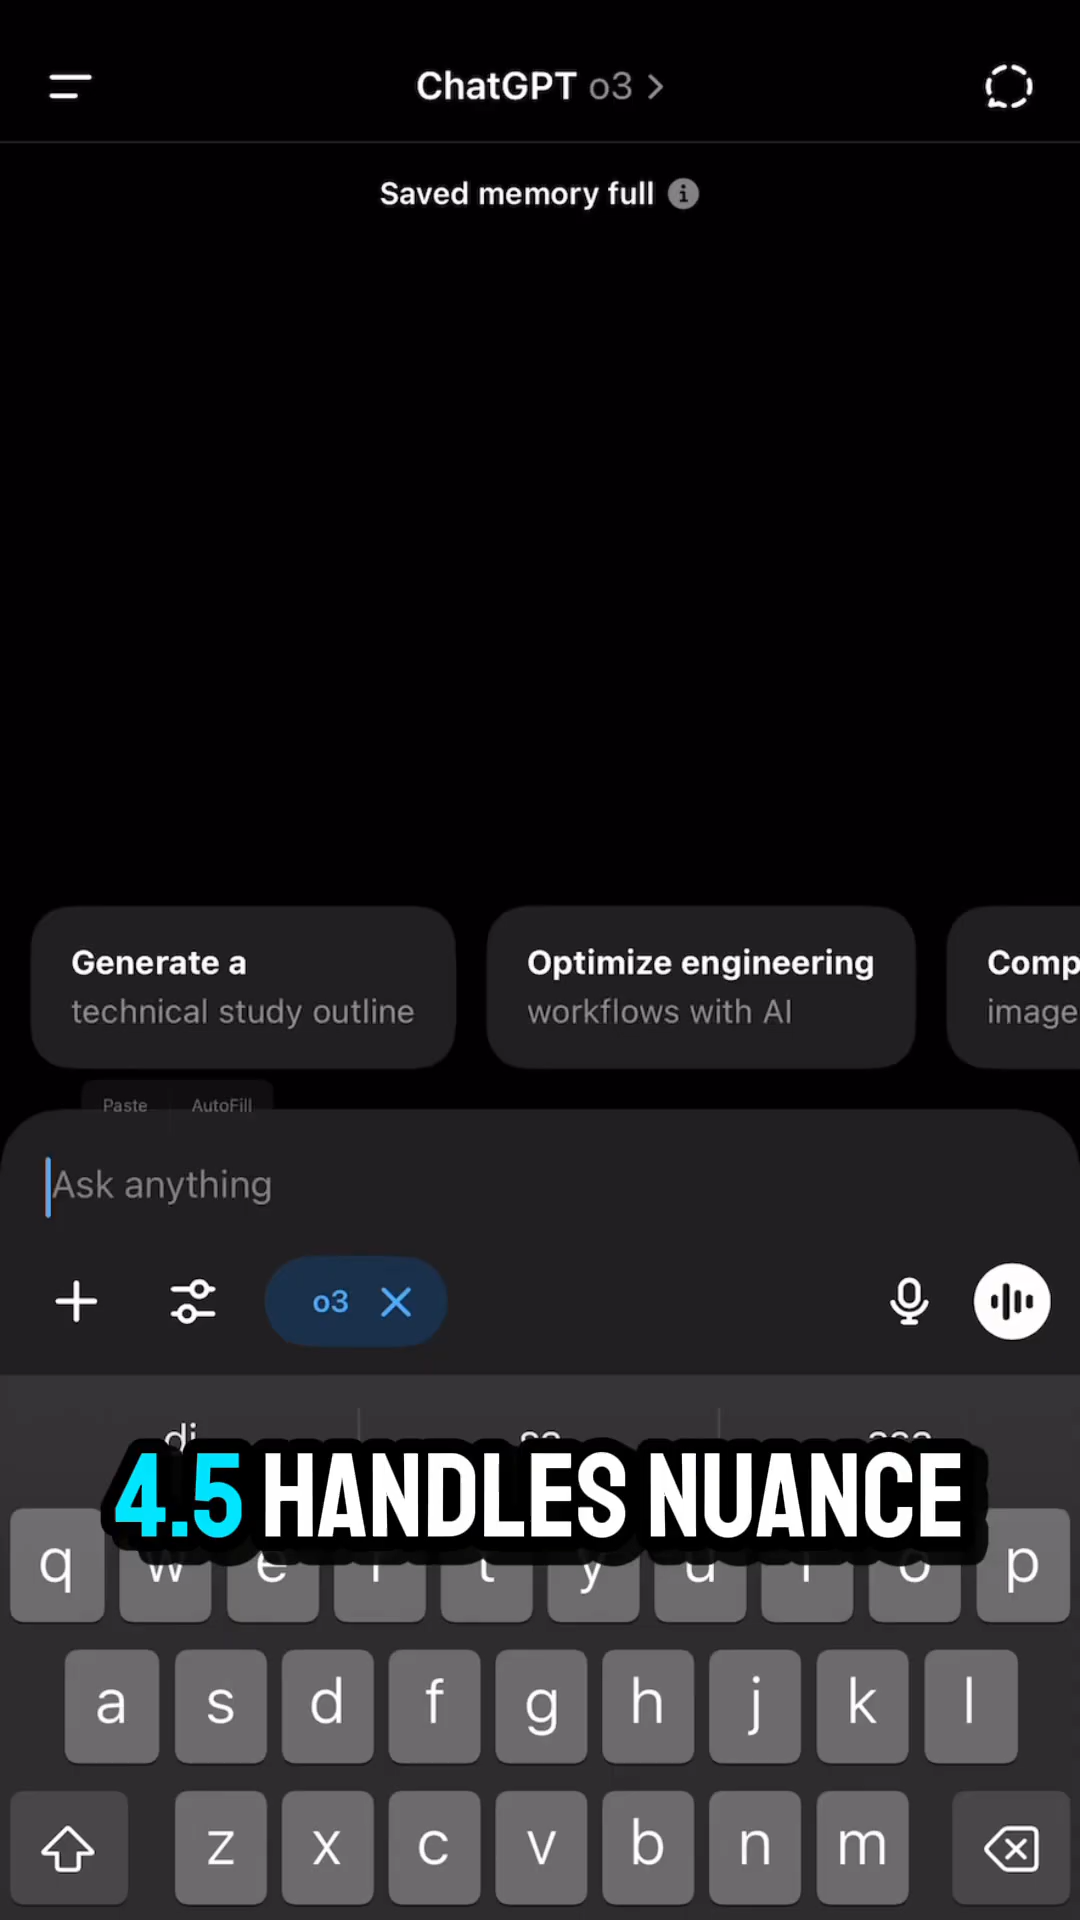 ChatGPT o3 >
Saved memory full
Generate a
technical study outline
Optimize engineering
workflows with AI
Comp
image
Paste AutoFill
Ask anything
o3
4.5 HANDLES NUANCE
q w e r t y u i o p
a s d f g h j k l
z x c v b n m